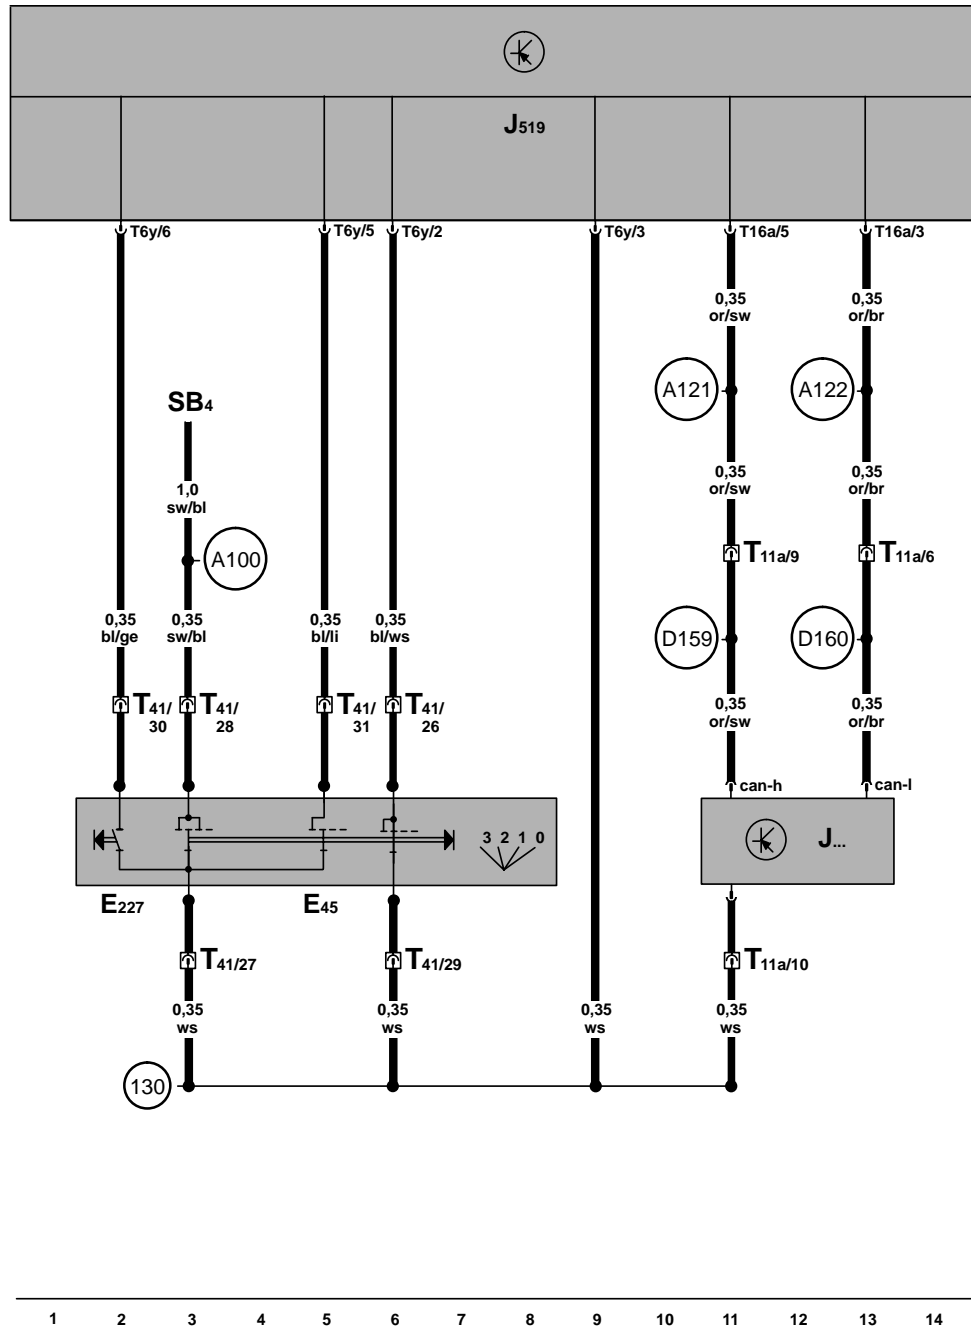 J519
T6y/6 T6y/5 T6y/2 T6y/3 T16a/5 T16a/3
0,35 0,35
or/sw or/br
A121 A122
SB4
0,35 0,35
or/sw or/br
1,0
sw/bl
A100
T11a/9 T11a/6
0,35 0,35 0,35 0,35
bl/ge sw/bl bl/li bl/ws
D159 D160
T41/30 T41/28 T41/31 T41/26
0,35 0,35
or/sw or/br
can-h can-l
3 2 1 0
J...
E227 E45
T41/27 T41/29 T11a/10
0,35 0,35 0,35 0,35
ws ws ws ws
130
1 2 3 4 5 6 7 8 9 10 11 12 13 14